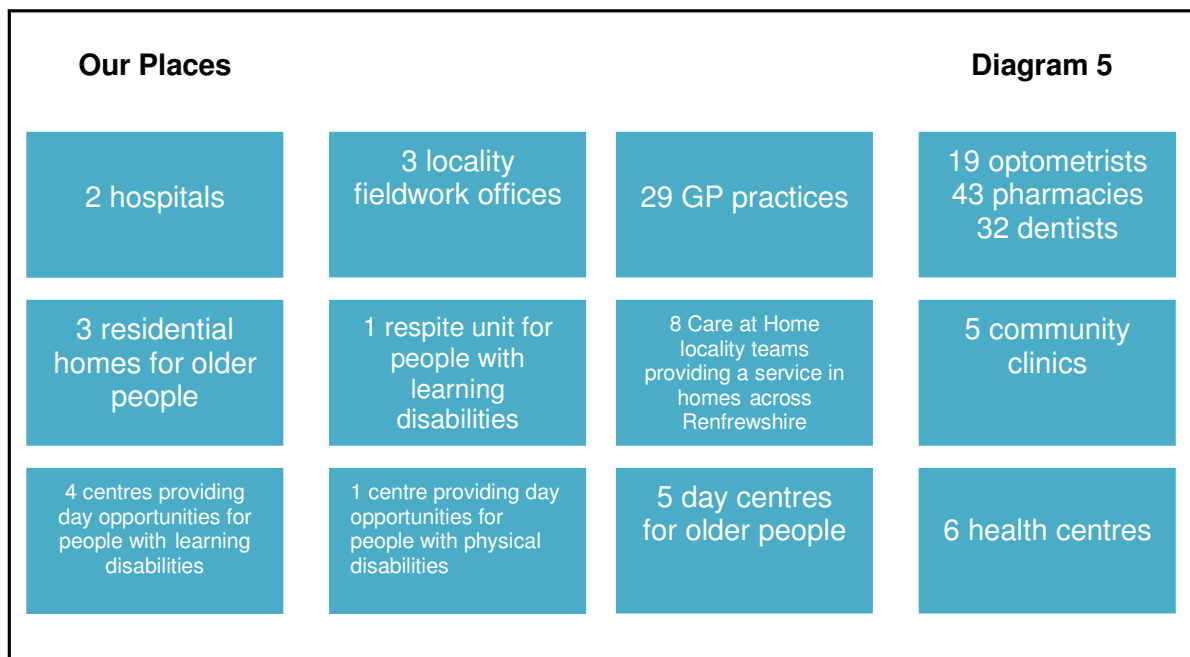 Our Places
Diagram 5
2 hospitals
3 locality
fieldwork offices
29 GP practices
19 optometrists
43 pharmacies
32 dentists
3 residential
homes for older
people
1 respite unit for
people with
learning
disabilities
8 Care at Home
locality teams
providing a service in
homes across
Renfrewshire
5 community
clinics
4 centres providing
day opportunities for
people with learning
disabilities
1 centre providing day
opportunities for
people with physical
disabilities
5 day centres
for older people
6 health centres